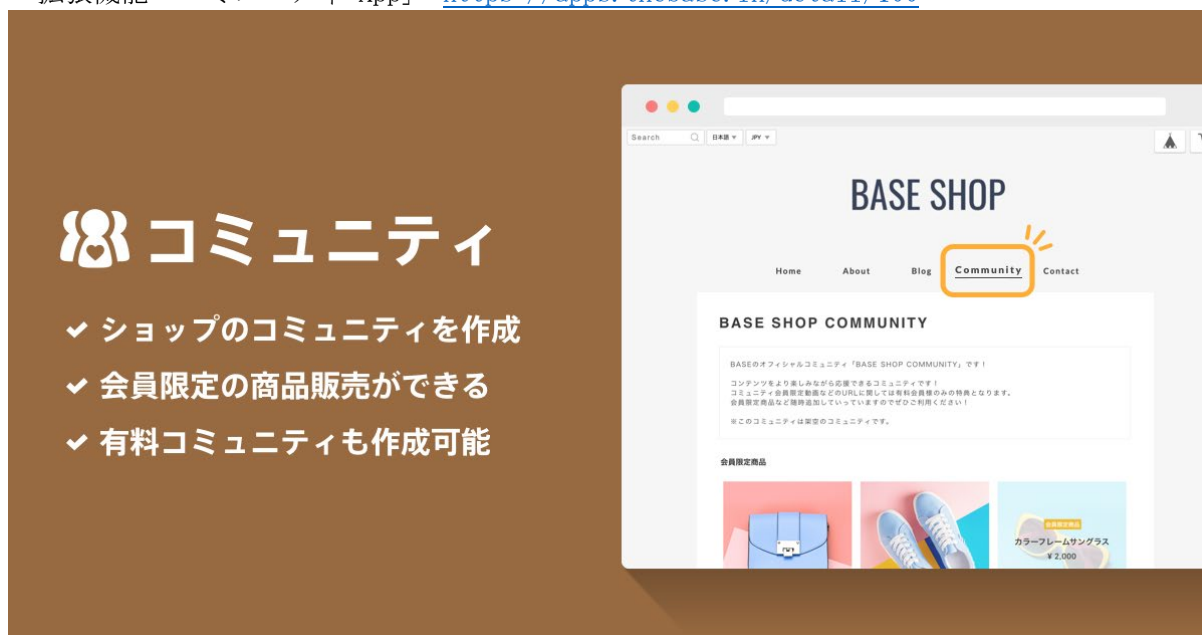 コミュニティ
ショップのコミュニティを作成
会員限定の商品販売ができる
有料コミュニティも作成可能
Search 日本語 JPY
BASE SHOP
Home About Blog Community Contact
BASE SHOP COMMUNITY
BASEのオフィシャルコミュニティ「BASE SHOP COMMUNITY」です！
コンテンツをより楽しみながら応援できるコミュニティです！
コミュニティ会員限定動画などのURLに関しては有料会員様のみの特典となります。
会員限定商品など随時追加していっていますのでぜひご利用ください！
※このコミュニティは架空のコミュニティです。
会員限定商品
会員限定商品
カラーフレームサングラス
¥ 2,000